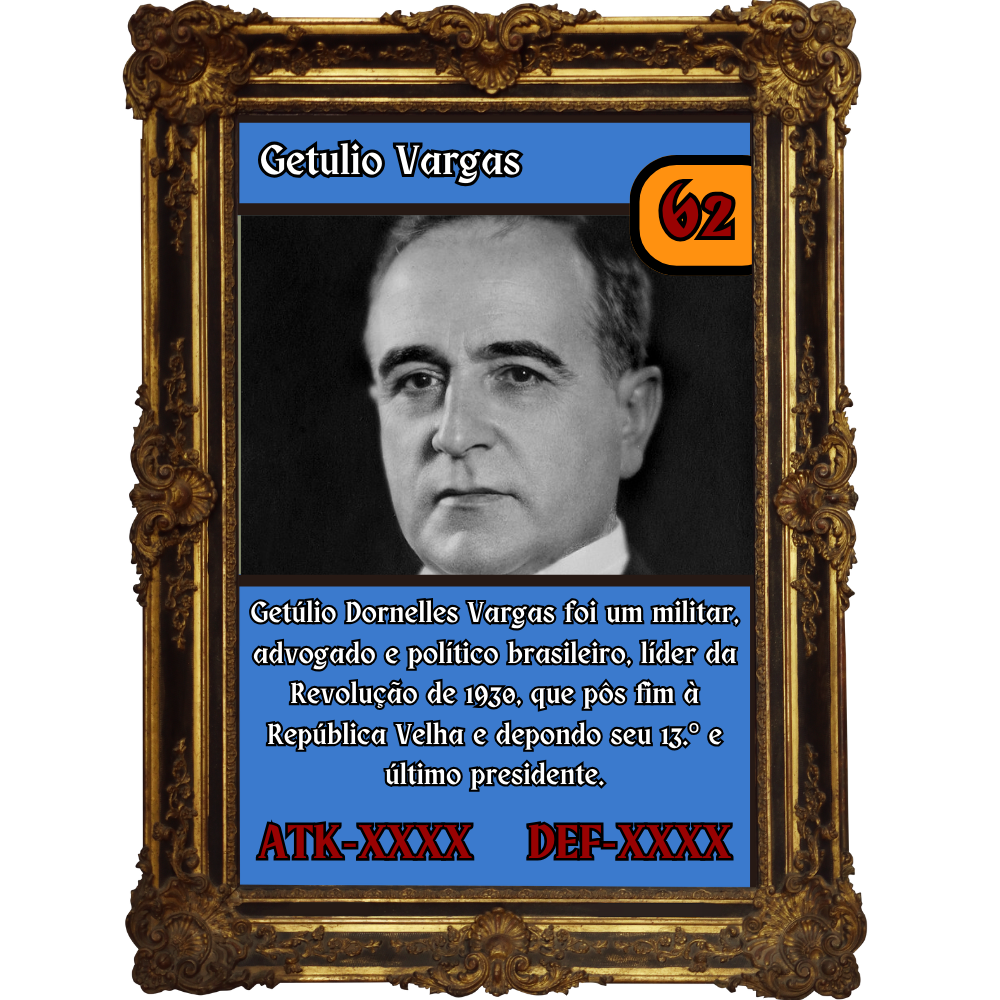 Getulio Vargas
62
Getúlio Dornelles Vargas foi um militar,
advogado e político brasileiro, líder da
Revolução de 1930, que pôs fim à
República Velha e depondo seu 13.º e
último presidente.
ATK-XXXX DEF-XXXX